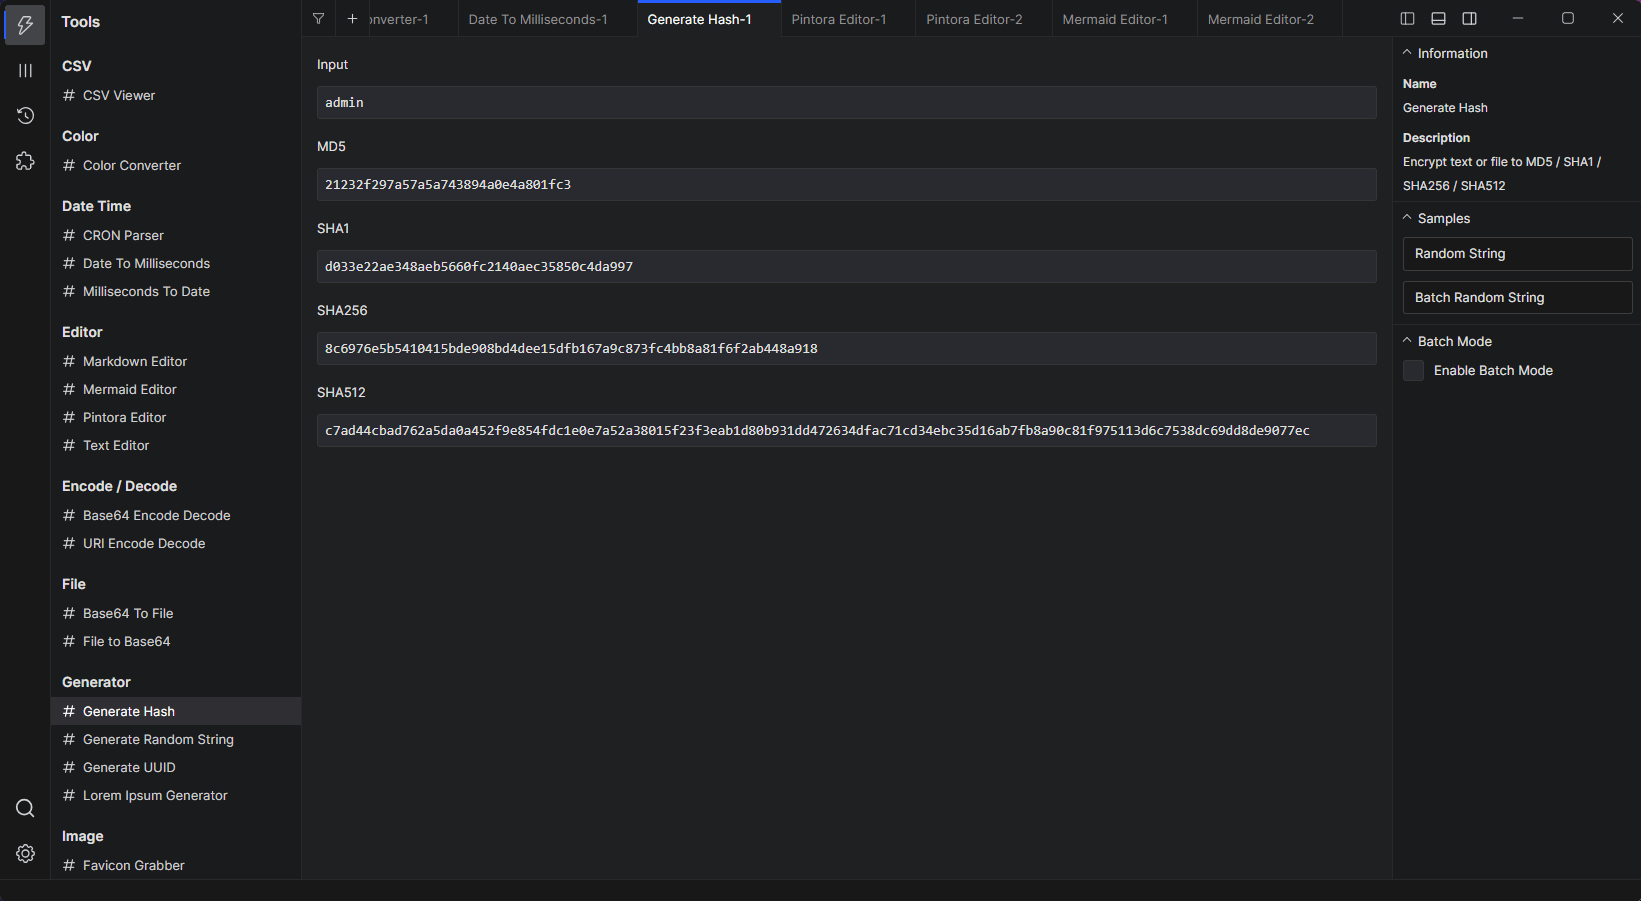 Tools
CSV
# CSV Viewer
Color
# Color Converter
Date Time
# CRON Parser
# Date To Milliseconds
# Milliseconds To Date
Editor
# Markdown Editor
# Mermaid Editor
# Pintora Editor
# Text Editor
Encode / Decode
# Base64 Encode Decode
# URI Encode Decode
File
# Base64 To File
# File to Base64
Generator
# Generate Hash
# Generate Random String
# Generate UUID
# Lorem Ipsum Generator
Image
# Favicon Grabber
onverter-1 Date To Milliseconds-1 Generate Hash-1 Pintora Editor-1 Pintora Editor-2 Mermaid Editor-1 Mermaid Editor-2
Input
admin
MD5
21232f297a57a5a743894a0e4a801fc3
SHA1
d033e22ae348aeb5660fc2140aec35850c4da997
SHA256
8c6976e5b5410415bde908bd4dee15dfb167a9c873fc4bb8a81f6f2ab448a918
SHA512
c7ad44cbad762a5da0a452f9e854fdc1e0e7a52a38015f23f3eab1d80b931dd472634dfac71cd34ebc35d16ab7fb8a90c81f975113d6c7538dc69dd8de9077ec
Information
Name
Generate Hash
Description
Encrypt text or file to MD5 / SHA1 /
SHA256 / SHA512
Samples
Random String
Batch Random String
Batch Mode
Enable Batch Mode